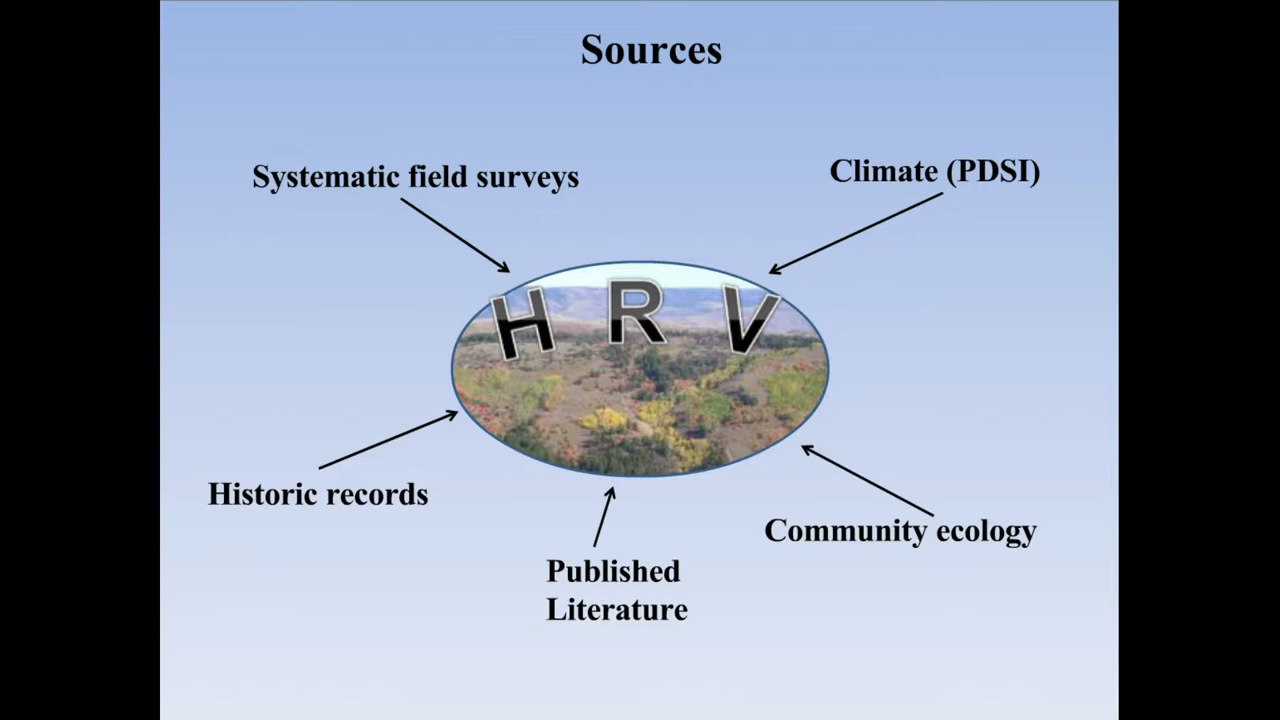 Sources
Systematic field surveys
Climate (PDSI)
H R V
Historic records
Community ecology
Published
Literature